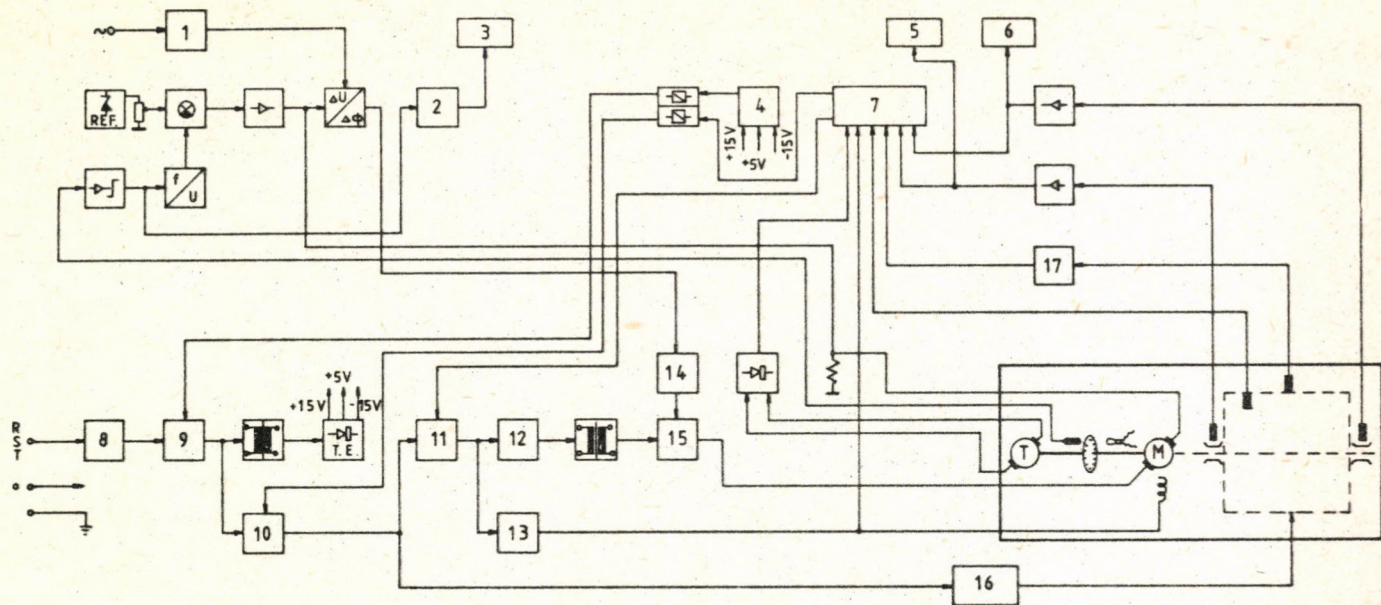 1
3
5
6
REF.
ΔU
ΔΦ
2
4
7
+15V
+5V
-15V
f
U
17
14
+5V
+15V
-15V
R
S
T
8
9
T.E.
11
12
15
T
M
o
10
13
16